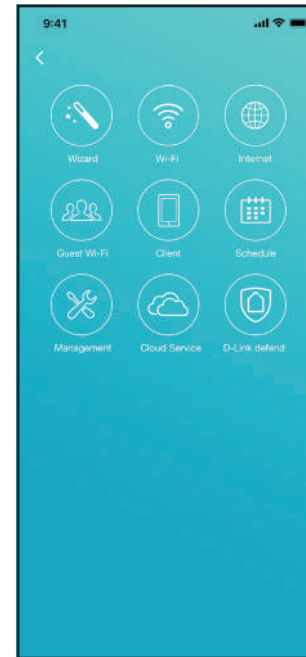 9:41
Wizard Wi-Fi Internet
Guest Wi-Fi Client Schedule
Management Cloud Service D-Link defend